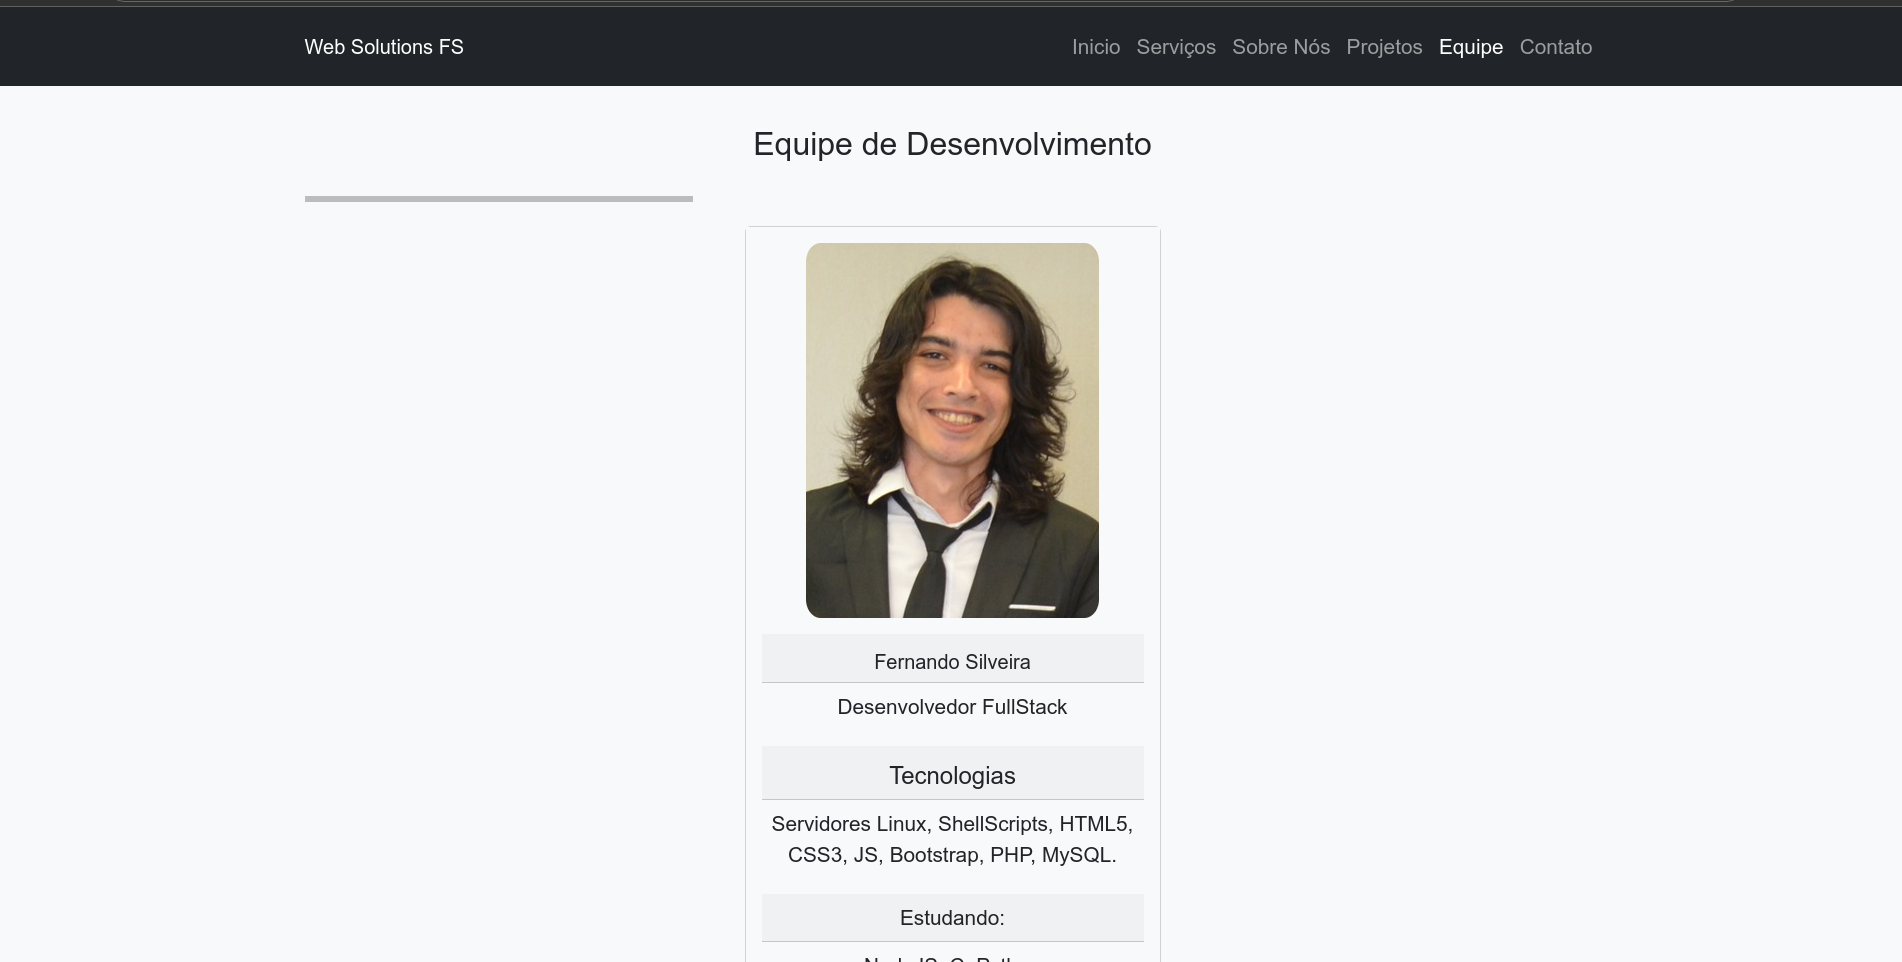 Web Solutions FS
Inicio Serviços Sobre Nós Projetos Equipe Contato
Equipe de Desenvolvimento
Fernando Silveira
Desenvolvedor FullStack
Tecnologias
Servidores Linux, ShellScripts, HTML5,
CSS3, JS, Bootstrap, PHP, MySQL.
Estudando: